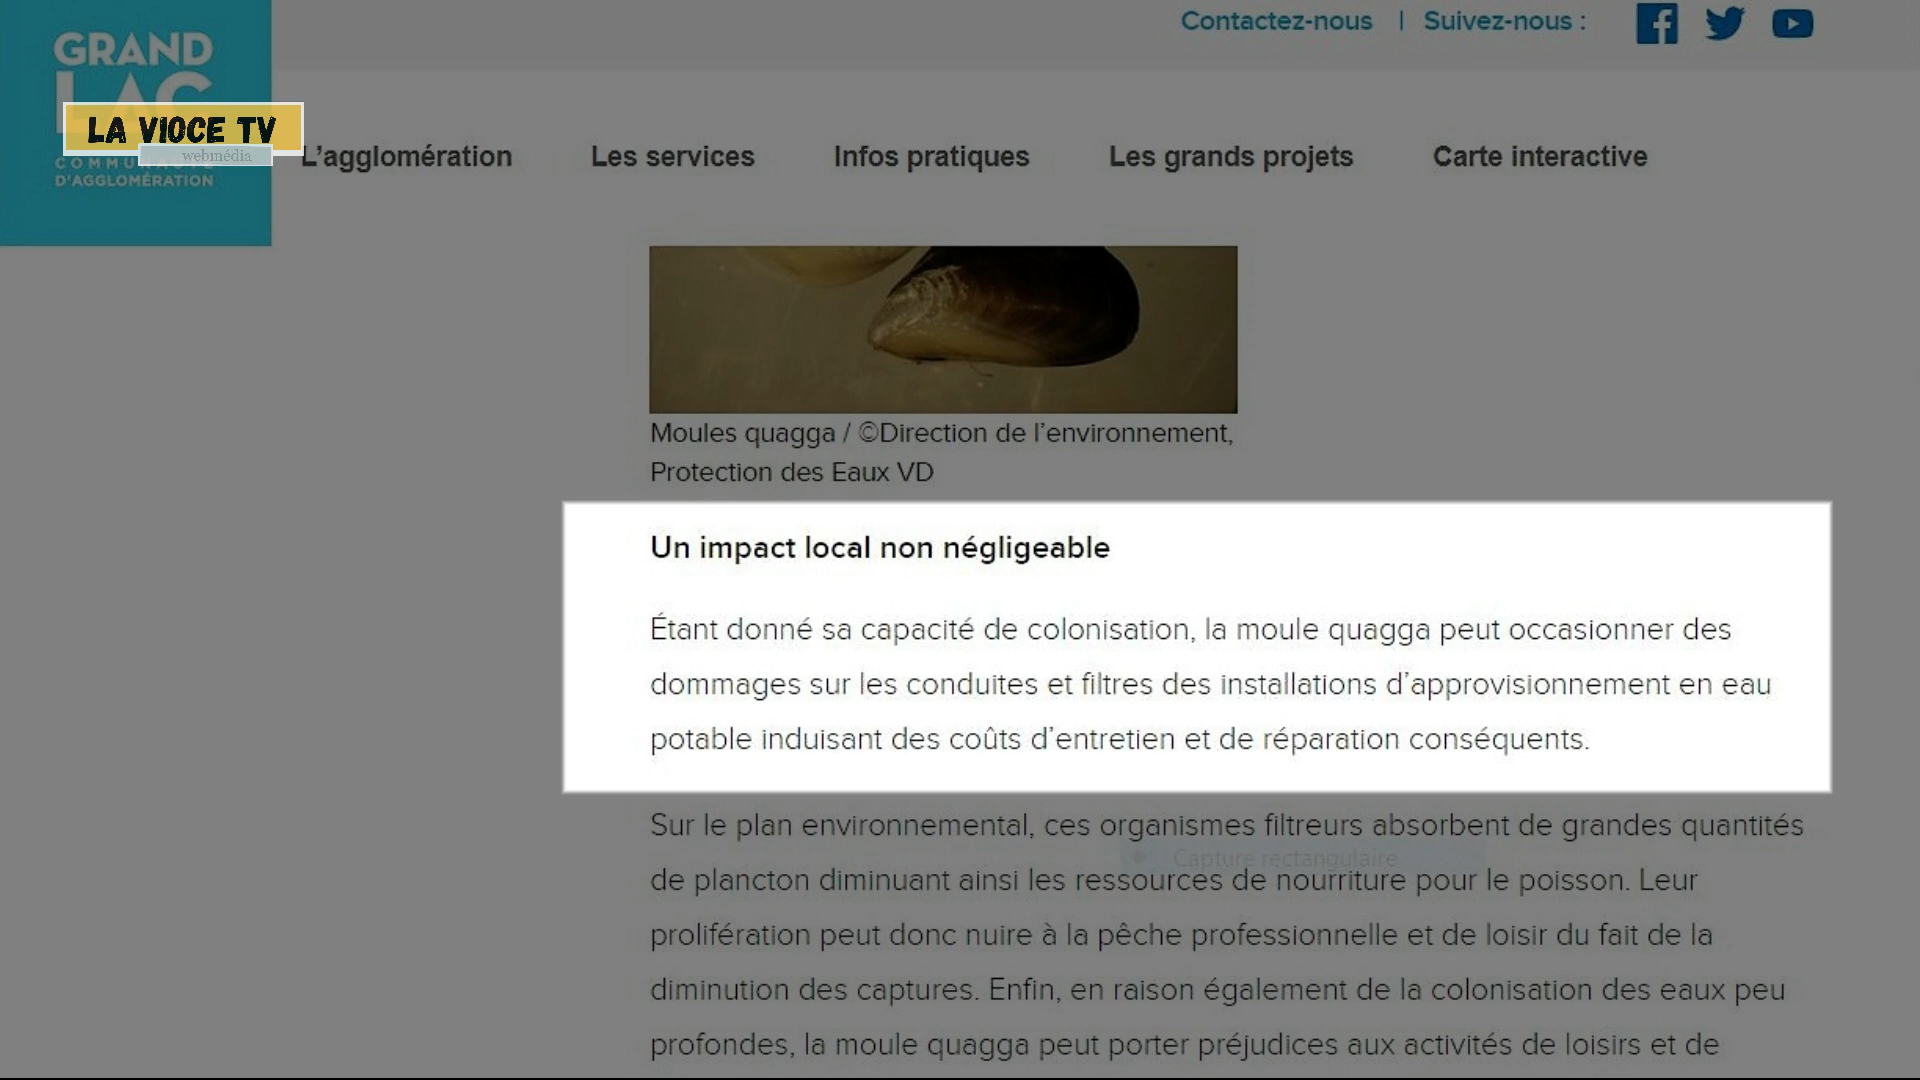 Contactez-nous | Suivez-nous :
GRAND
LAC
LA VIOCE TV
webmédia
D'AGGLOMÉRATION
L'agglomération Les services Infos pratiques Les grands projets Carte interactive
Moules quagga / ©Direction de l'environnement,
Protection des Eaux VD
Un impact local non négligeable
Étant donné sa capacité de colonisation, la moule quagga peut occasionner des
dommages sur les conduites et filtres des installations d'approvisionnement en eau
potable induisant des coûts d'entretien et de réparation conséquents.
Sur le plan environnemental, ces organismes filtreurs absorbent de grandes quantités
Capture rectangulaire
de plancton diminuant ainsi les ressources de nourriture pour le poisson. Leur
prolifération peut donc nuire à la pêche professionnelle et de loisir du fait de la
diminution des captures. Enfin, en raison également de la colonisation des eaux peu
profondes, la moule quagga peut porter préjudices aux activités de loisirs et de